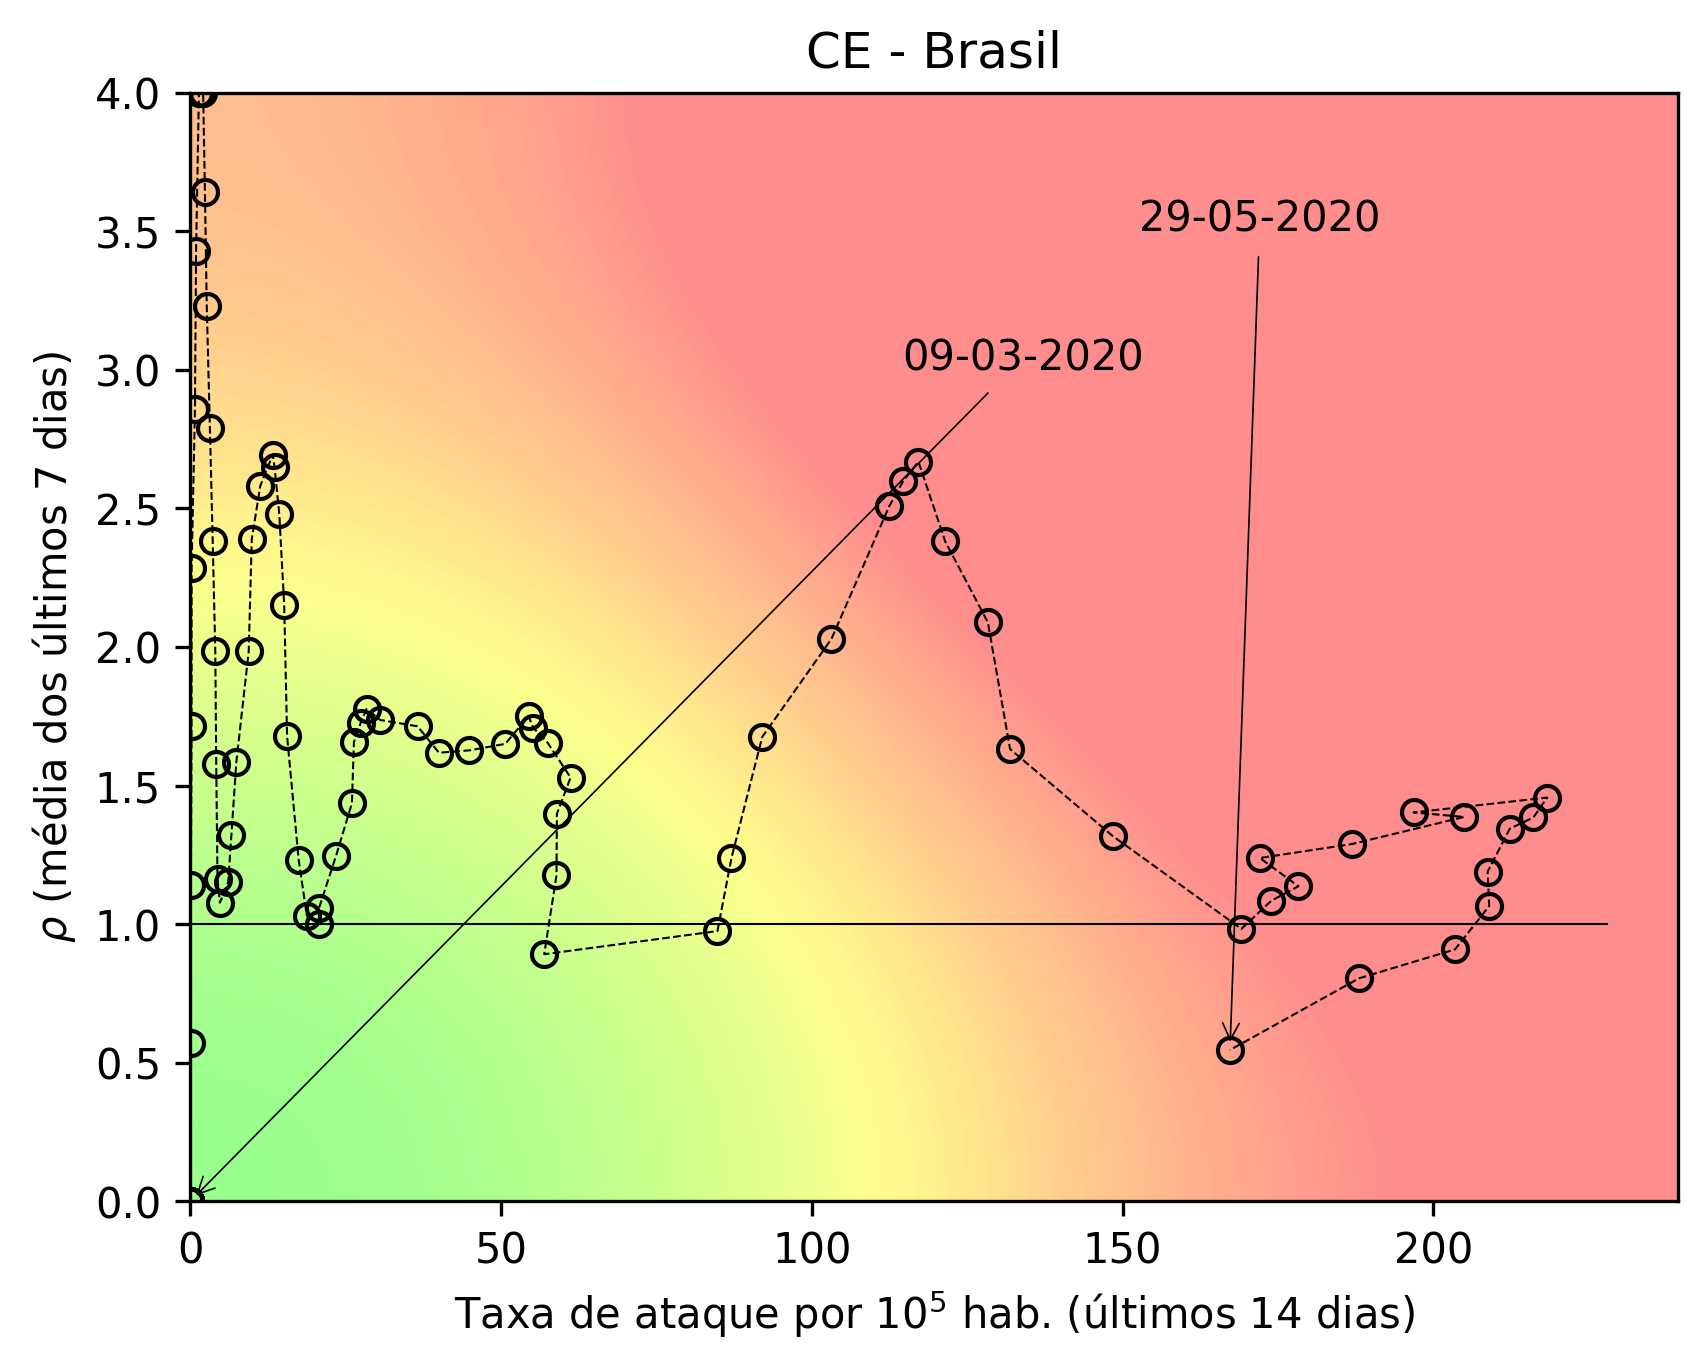 CE - Brasil
4.0
3.5
3.0
2.5
2.0
1.5
1.0
0.5
0.0
ρ (média dos últimos 7 dias)
29-05-2020
09-03-2020
0 50 100 150 200
Taxa de ataque por 10⁵ hab. (últimos 14 dias)